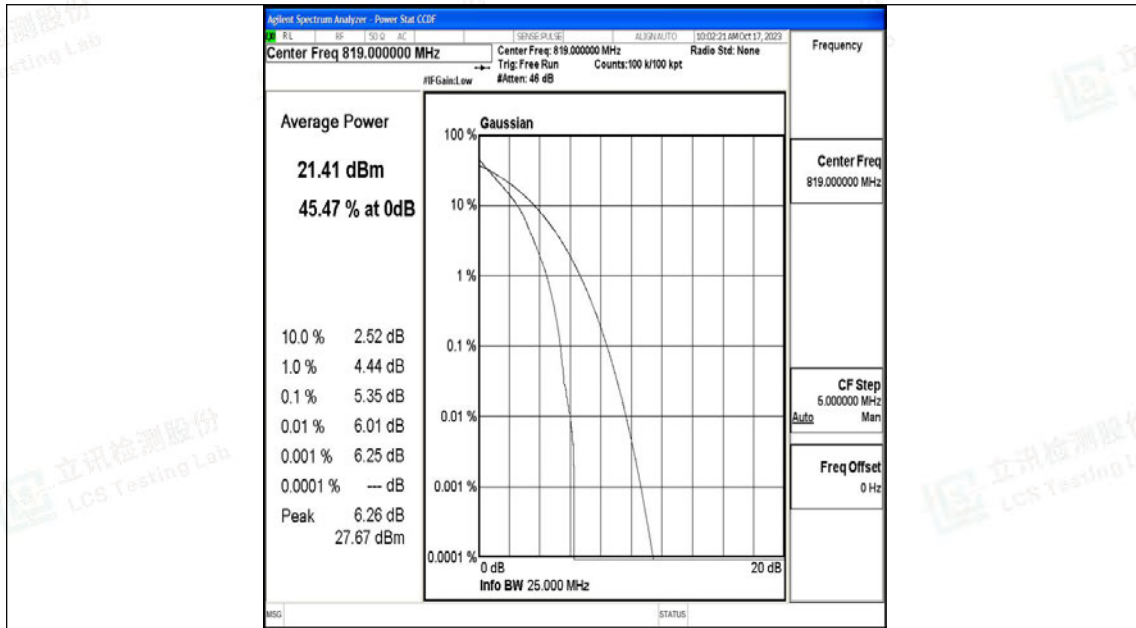 Agilent Spectrum Analyzer - Power Stat CCDF
RL RF 50 Ω AC SENSE:PULSE ALIGNAUTO 10:02:21 AM Oct 17, 2023
Center Freq 819.000000 MHz
Center Freq: 819.000000 MHz Radio Std: None
Trig: Free Run Counts:100 k/100 kpt
#IFGain:Low #Atten: 46 dB
Frequency
Average Power
21.41 dBm
45.47 % at 0dB
10.0 % 2.52 dB
1.0 % 4.44 dB
0.1 % 5.35 dB
0.01 % 6.01 dB
0.001 % 6.25 dB
0.0001 % --- dB
Peak 6.26 dB
27.67 dBm
Gaussian
100 %
10 %
1 %
0.1 %
0.01 %
0.001 %
0.0001 %
0 dB 20 dB
Info BW 25.000 MHz
Center Freq
819.000000 MHz
CF Step
5.000000 MHz
Auto Man
Freq Offset
0 Hz
MSG STATUS
立讯检测股份
LCS Testing Lab